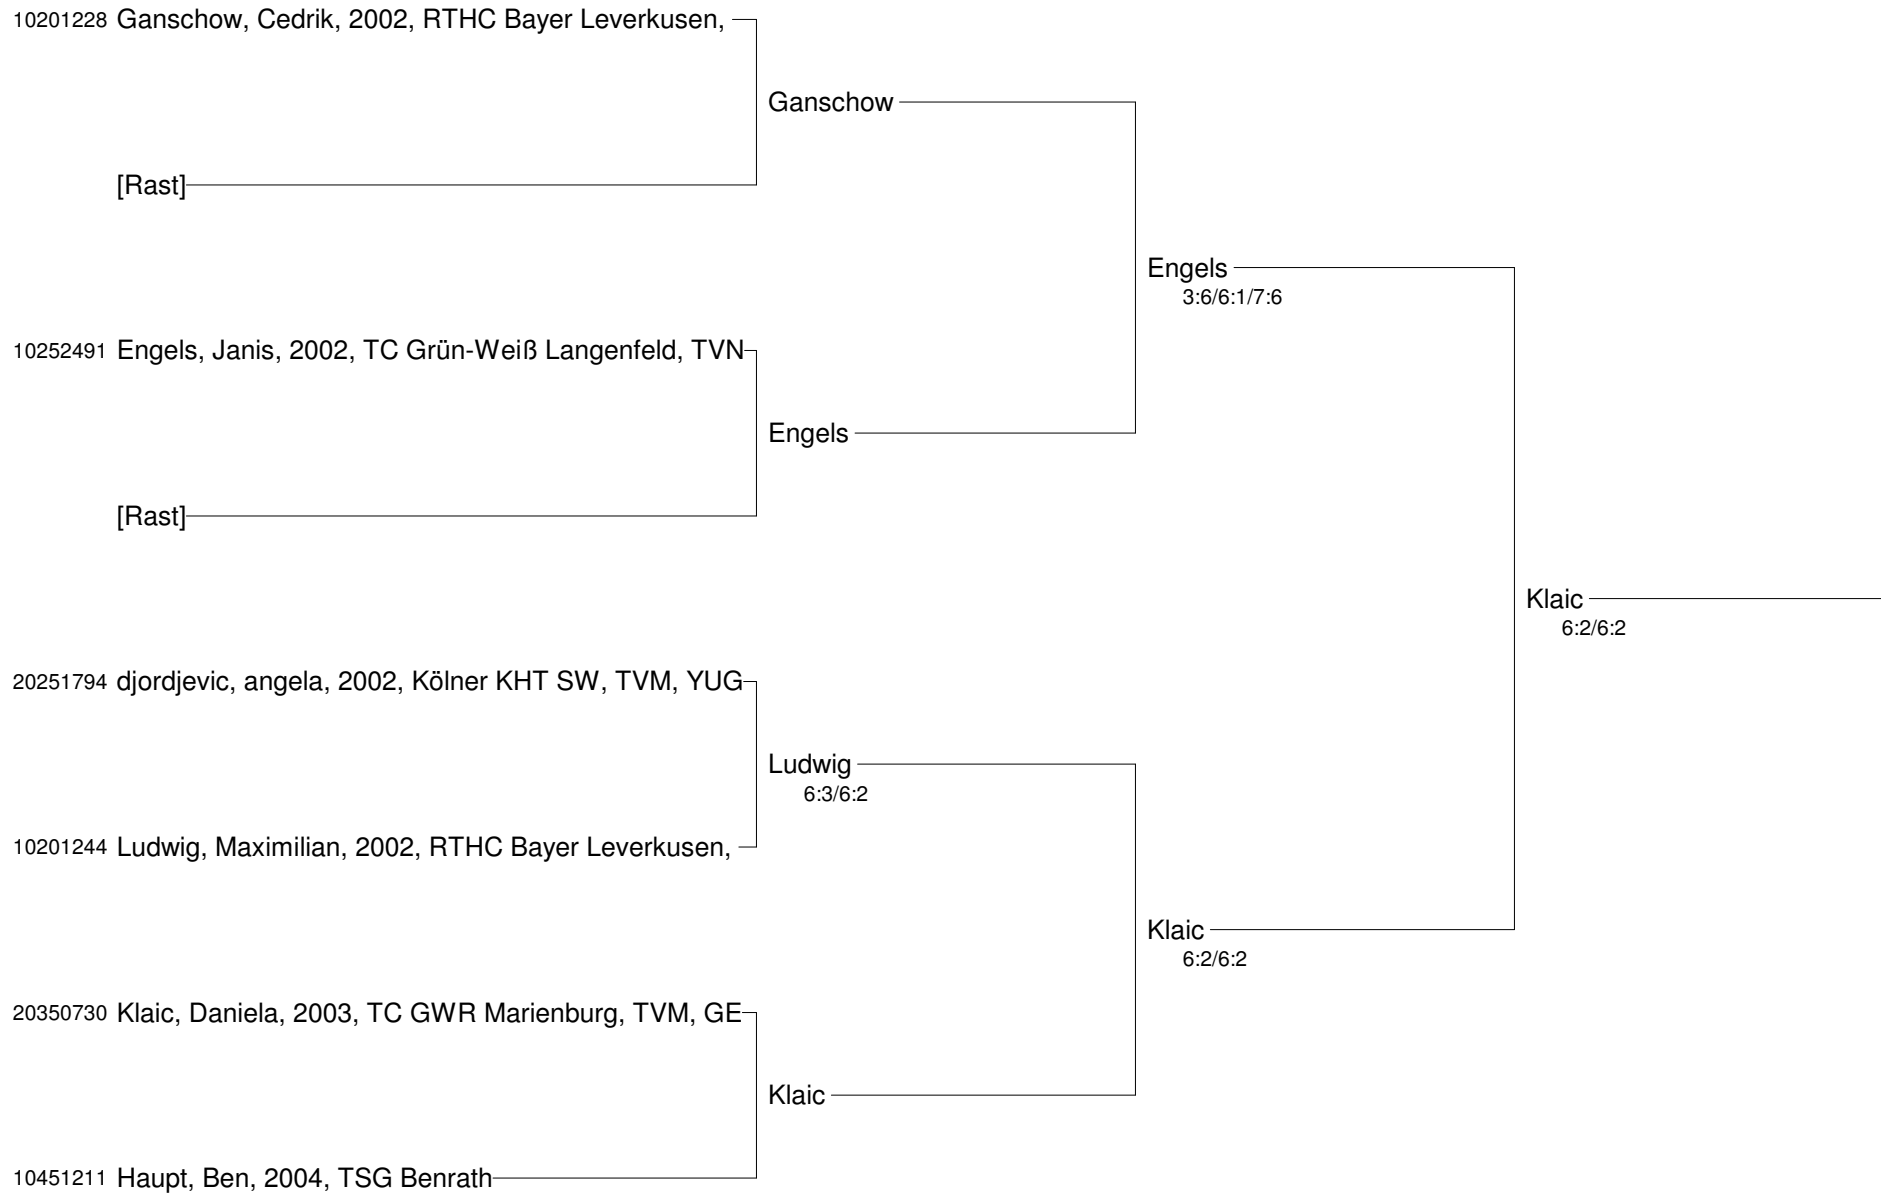 10201228 Ganschow, Cedrik, 2002, RTHC Bayer Leverkusen,
Ganschow
[Rast]
Engels
3:6/6:1/7:6
10252491 Engels, Janis, 2002, TC Grün-Weiß Langenfeld, TVN
Engels
[Rast]
Klaic
6:2/6:2
20251794 djordjevic, angela, 2002, Kölner KHT SW, TVM, YUG
Ludwig
6:3/6:2
10201244 Ludwig, Maximilian, 2002, RTHC Bayer Leverkusen,
Klaic
6:2/6:2
20350730 Klaic, Daniela, 2003, TC GWR Marienburg, TVM, GE
Klaic
10451211 Haupt, Ben, 2004, TSG Benrath